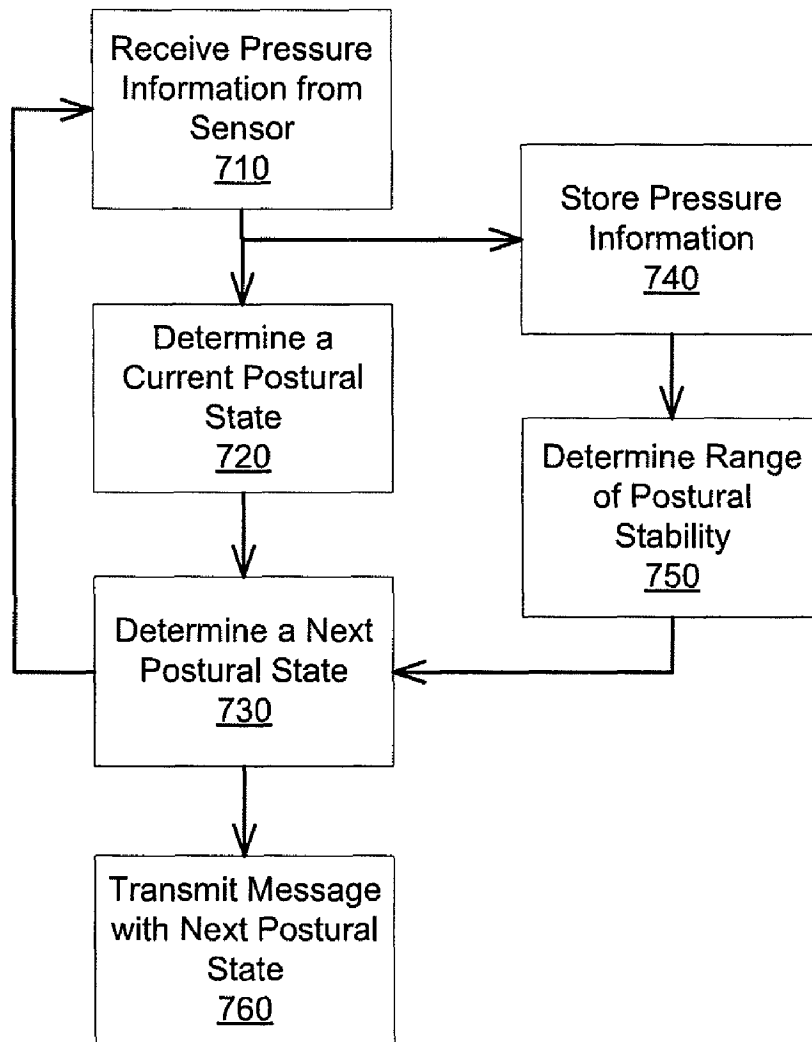 Receive Pressure
Information from
Sensor
710
Store Pressure
Information
740
Determine a
Current Postural
State
720
Determine Range
of Postural
Stability
750
Determine a Next
Postural State
730
Transmit Message
with Next Postural
State
760